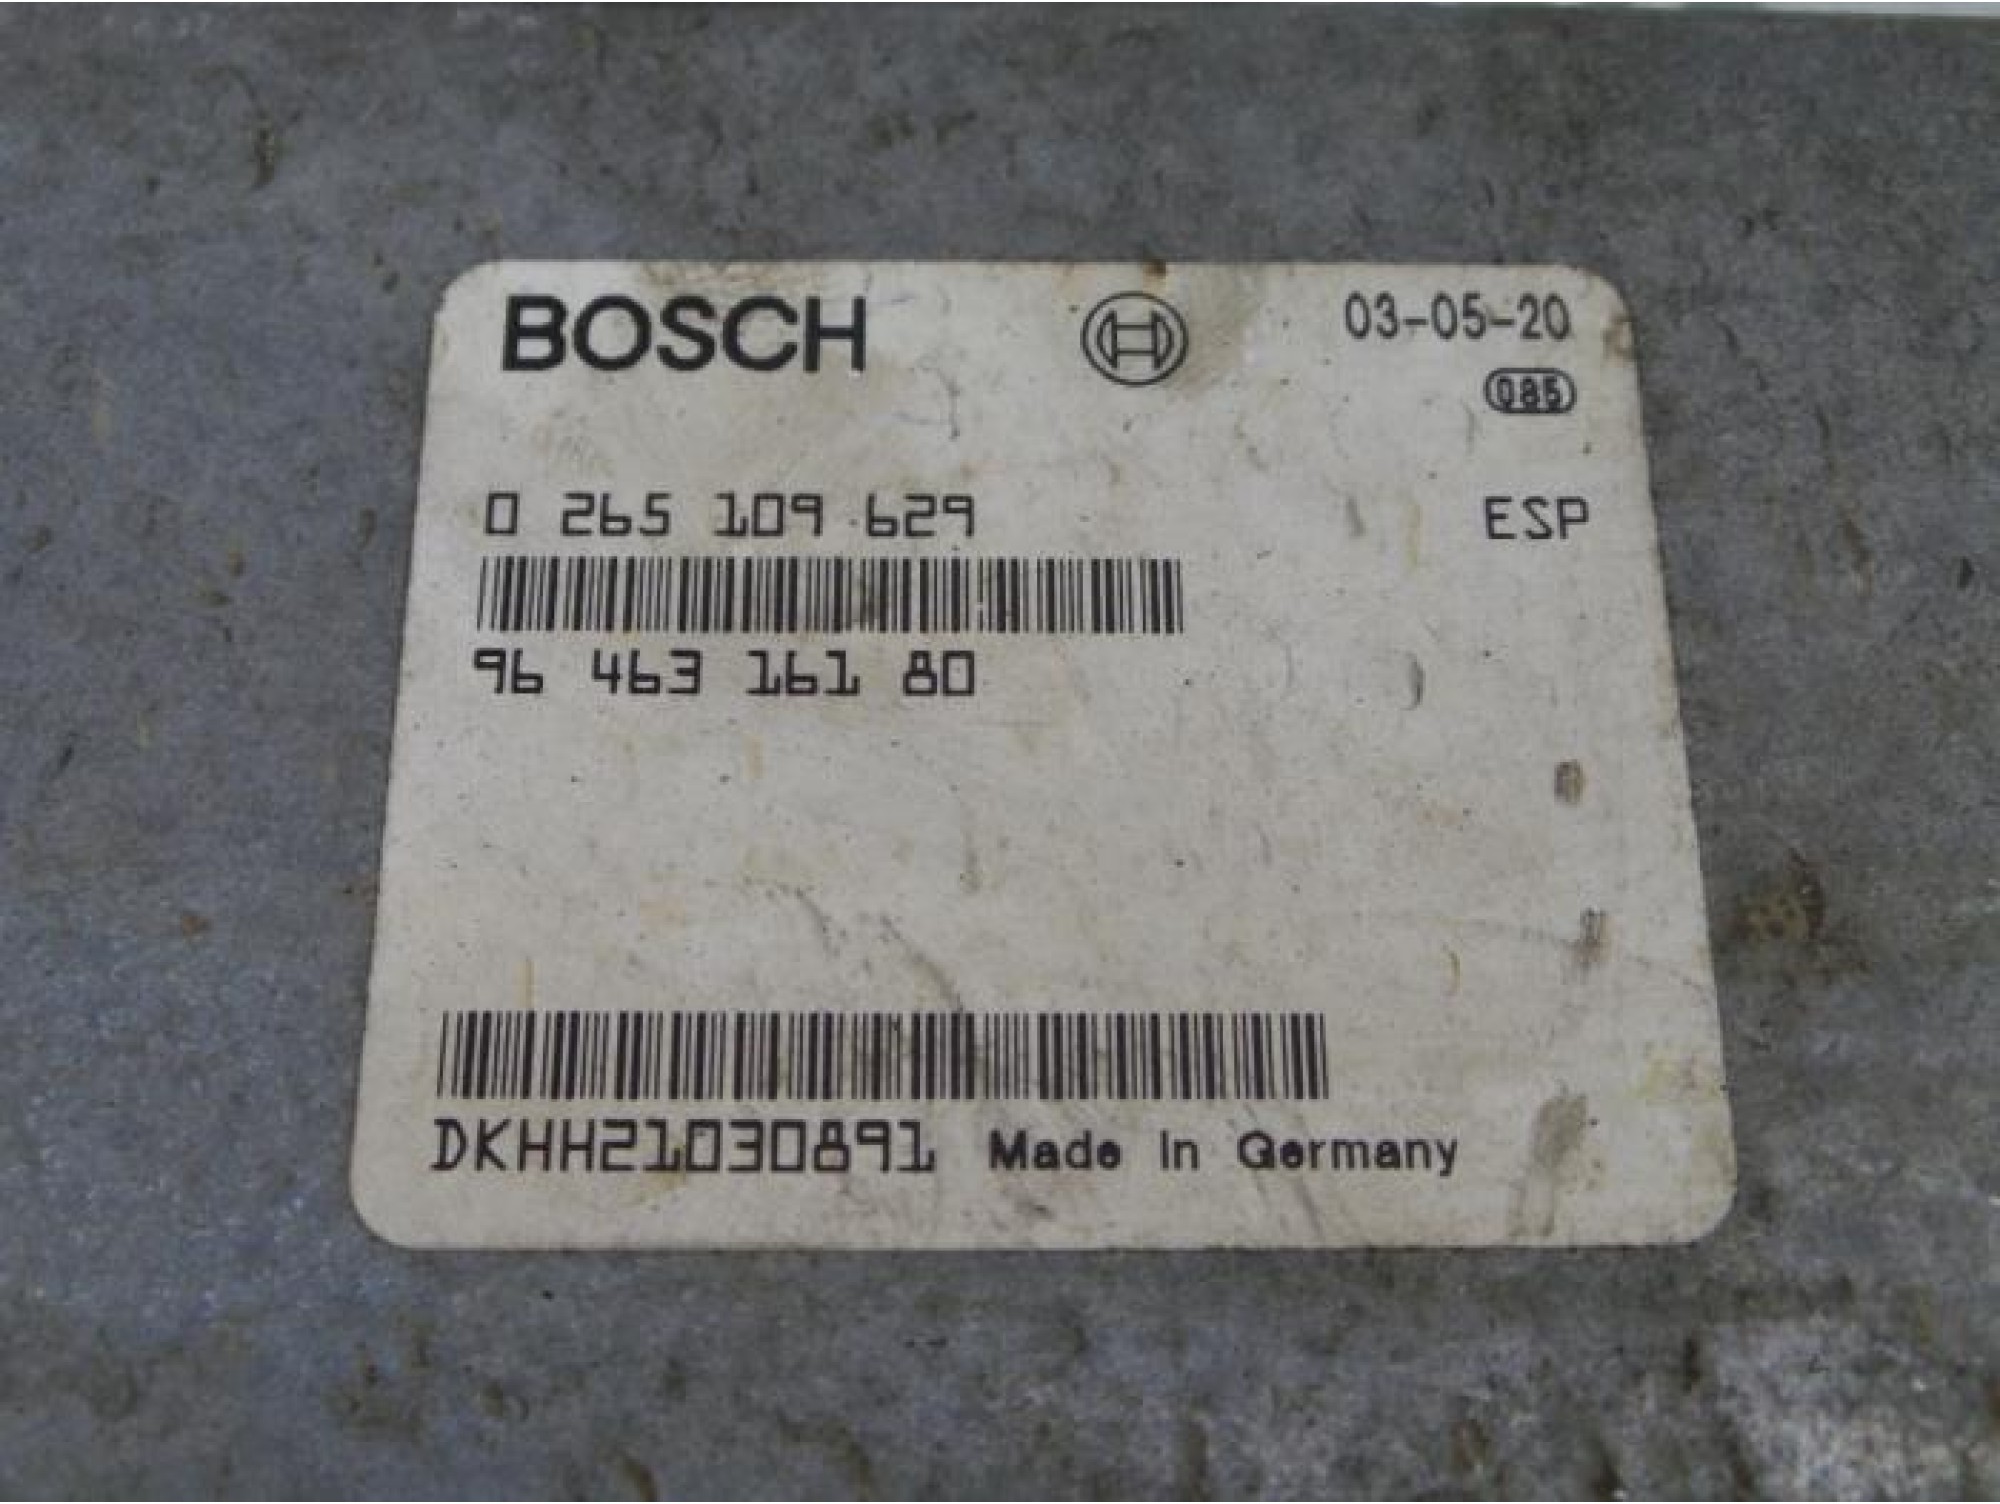 BOSCH 03-05-20
085
0 265 109 629 ESP
96 463 161 80
DKHH21030891 Made in Germany